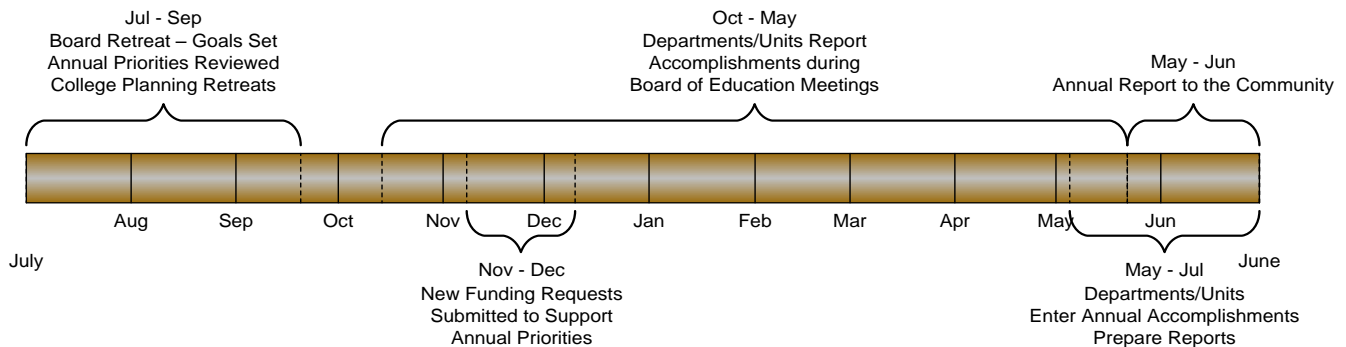 Jul - Sep
Board Retreat – Goals Set
Annual Priorities Reviewed
College Planning Retreats
Oct - May
Departments/Units Report
Accomplishments during
Board of Education Meetings
May - Jun
Annual Report to the Community
Aug
Sep
Oct
Nov
Dec
Jan
Feb
Mar
Apr
May
Jun
July
June
Nov - Dec
New Funding Requests
Submitted to Support
Annual Priorities
May - Jul
Departments/Units
Enter Annual Accomplishments
Prepare Reports